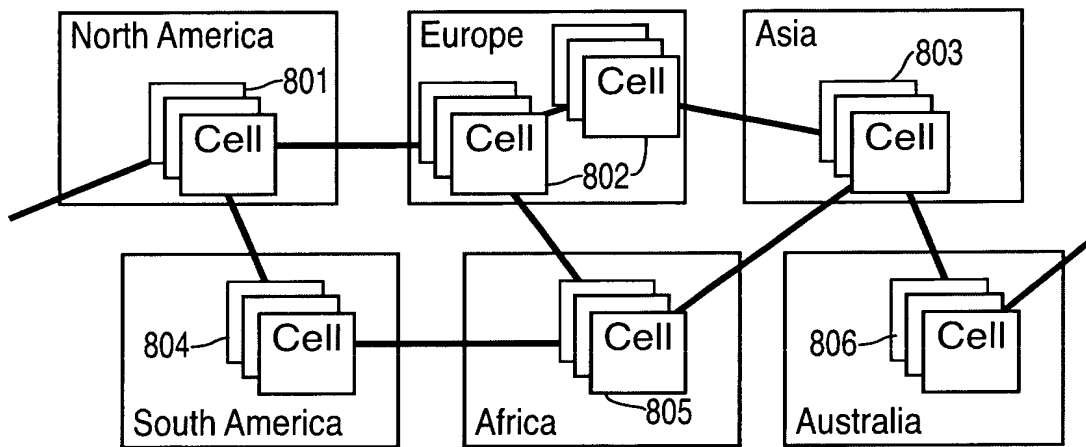 North America
801
Cell
Europe
Cell
Cell
802
Asia
803
Cell
804
Cell
South America
Cell
805
Africa
806
Cell
Australia